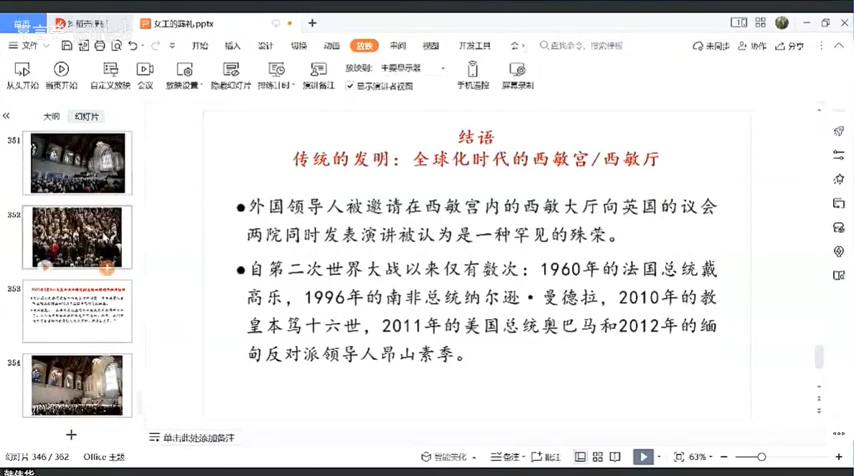 首页
女工的葬礼.pptx
文件
开始
插入
设计
切换
动画
放映
审阅
视图
开发工具
查找命令、搜索模板
未同步
协作
分享
从头开始
当页开始
自定义放映
会议
放映设置
隐藏幻灯片
排练计时
演讲备注
放映到:
主要显示器
显示演讲者视图
手机遥控
屏幕录制
大纲
幻灯片
351
352
353
354
结语
传统的发明：全球化时代的西敏宫/西敏厅
●外国领导人被邀请在西敏宫内的西敏大厅向英国的议会
两院同时发表演讲被认为是一种罕见的殊荣。
●自第二次世界大战以来仅有数次：1960年的法国总统戴
高乐，1996年的南非总统纳尔逊·曼德拉，2010年的教
皇本笃十六世，2011年的美国总统奥巴马和2012年的缅
甸反对派领导人昂山素季。
单击此处添加备注
幻灯片 346 / 362
Office 主题
智能美化
备注
批注
63%